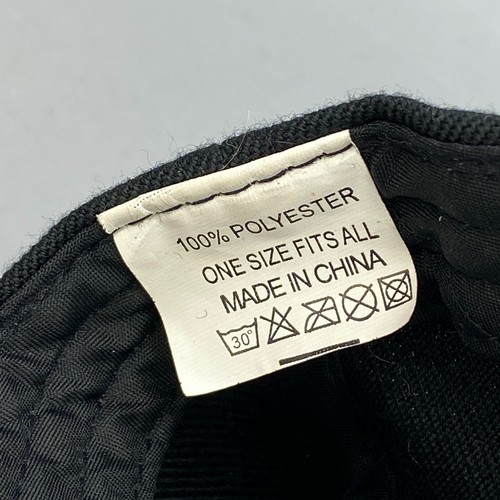 100% POLYESTER
ONE SIZE FITS ALL
MADE IN CHINA
30°